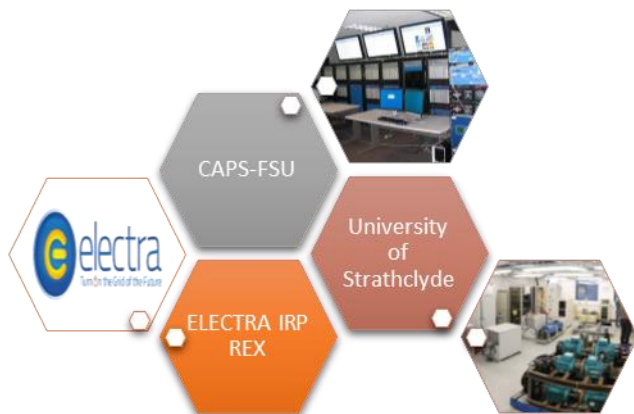 CAPS-FSU
University
of
Strathclyde
electra
Turn On the Grid of the Future
ELECTRA IRP
REX